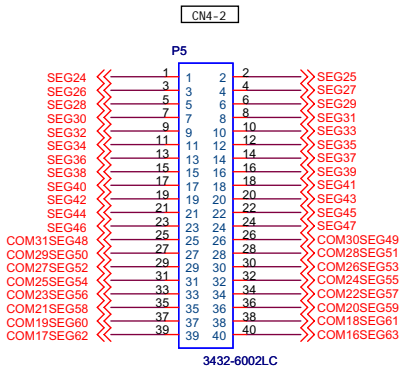 CN4-2
P5
SEG24 1 1 2 2 SEG25
SEG26 3 3 4 4 SEG27
SEG28 5 5 6 6 SEG29
SEG30 7 7 8 8 SEG31
SEG32 9 9 10 10 SEG33
SEG34 11 11 12 12 SEG35
SEG36 13 13 14 14 SEG37
SEG38 15 15 16 16 SEG39
SEG40 17 17 18 18 SEG41
SEG42 19 19 20 20 SEG43
SEG44 21 21 22 22 SEG45
SEG46 23 23 24 24 SEG47
COM31SEG48 25 25 26 26 COM30SEG49
COM29SEG50 27 27 28 28 COM28SEG51
COM27SEG52 29 29 30 30 COM26SEG53
COM25SEG54 31 31 32 32 COM24SEG55
COM23SEG56 33 33 34 34 COM22SEG57
COM21SEG58 35 35 36 36 COM20SEG59
COM19SEG60 37 37 38 38 COM18SEG61
COM17SEG62 39 39 40 40 COM16SEG63
3432-6002LC